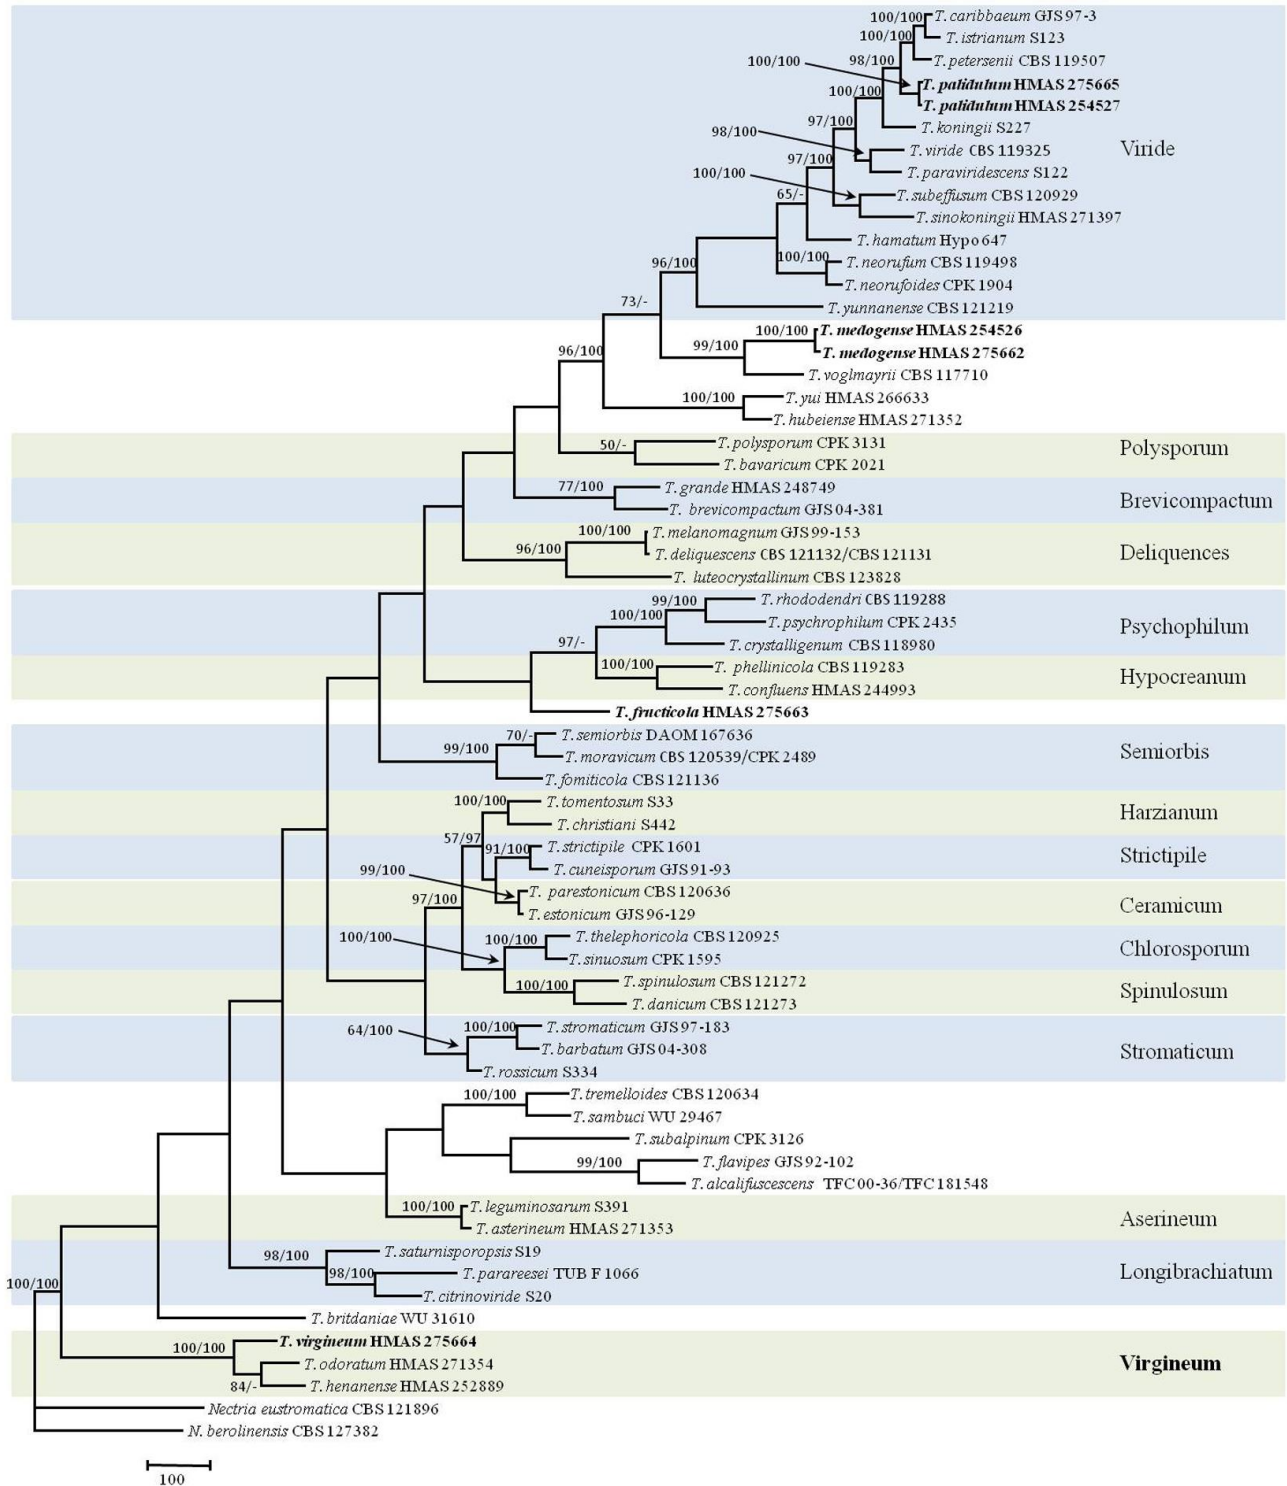 100/100 T. caribbaeum GJS 97-3
100/100 T. istrianum S123
98/100 T. petersenii CBS 119507
100/100
T. palidulum HMAS 275665
100/100
T. palidulum HMAS 254527
97/100 T. koningii S227
98/100 T. viride CBS 119325
Viride
97/100
100/100 T. paraviridescens S122
65/- T. subeffusum CBS 120929
T. sinokoningii HMAS 271397
T. hamatum Hypo 647
96/100 100/100 T. neorufum CBS 119498
T. neorufoides CPK 1904
73/- T. yunnanense CBS 121219
100/100 T. medogense HMAS 254526
96/100 99/100 T. medogense HMAS 275662
T. voglmayrii CBS 117710
100/100 T. yui HMAS 266633
T. hubeiense HMAS 271352
50/- T. polysporum CPK 3131
Polysporum
T. bavaricum CPK 2021
77/100 T. grande HMAS 248749
Brevicompactum
T. brevicompactum GJS 04-381
100/100 T. melanomagnum GJS 99-153
96/100 T. deliquescens CBS 121132/CBS 121131
Deliquences
T. luteocrystallinum CBS 123828
99/100 T. rhododendri CBS 119288
100/100 T. psychrophilum CPK 2435
Psychophilum
97/- T. crystalligenum CBS 118980
100/100 T. phellinicola CBS 119283
Hypocreanum
T. confluens HMAS 244993
T. fructicola HMAS 275663
70/- T. semiorbis DAOM 167636
99/100 T. moravicum CBS 120539/CPK 2489
Semiorbis
T. fomiticola CBS 121136
100/100 T. tomentosum S33
Harzianum
T. christiani S442
57/97
91/100 T. strictipile CPK 1601
Strictipile
99/100 T. cuneisporum GJS 91-93
97/100 T. parestonicum CBS 120636
Ceramicum
T. estonicum GJS 96-129
100/100 100/100 T. thelephoricola CBS 120925
Chlorosporum
T. sinuosum CPK 1595
100/100 T. spinulosum CBS 121272
Spinulosum
T. danicum CBS 121273
64/100 100/100 T. stromaticum GJS 97-183
T. barbatum GJS 04-308
Stromaticum
T. rossicum S334
100/100 T. tremelloides CBS 120634
T. sambuci WU 29467
T. subalpinum CPK 3126
99/100 T. flavipes GJS 92-102
T. alcalifuscescens TFC 00-36/TFC 181548
100/100 T. leguminosarum S391
Aserineum
T. asterineum HMAS 271353
98/100 T. saturnisporopsis S19
98/100 T. parareesei TUB F 1066
Longibrachiatum
100/100 T. citrinoviride S20
T. britdaniae WU 31610
100/100 T. virgineum HMAS 275664
T. odoratum HMAS 271354
Virgineum
84/- T. henanense HMAS 252889
Nectria eustromatica CBS 121896
N. berolinensis CBS 127382
100